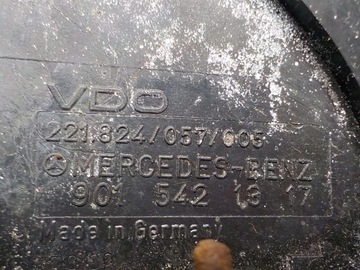 VDO
221.824/057/005
MERCEDES-BENZ
901 542 13 17
Made in Germany